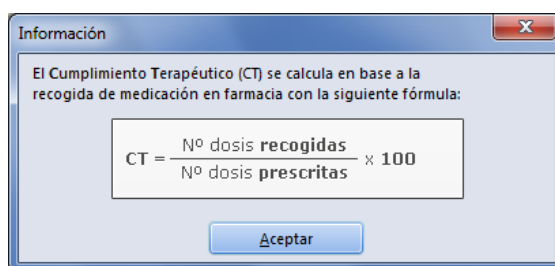 Información
El Cumplimiento Terapéutico (CT) se calcula en base a la
recogida de medicación en farmacia con la siguiente fórmula:
CT = Nº dosis recogidas / Nº dosis prescritas x 100
Aceptar